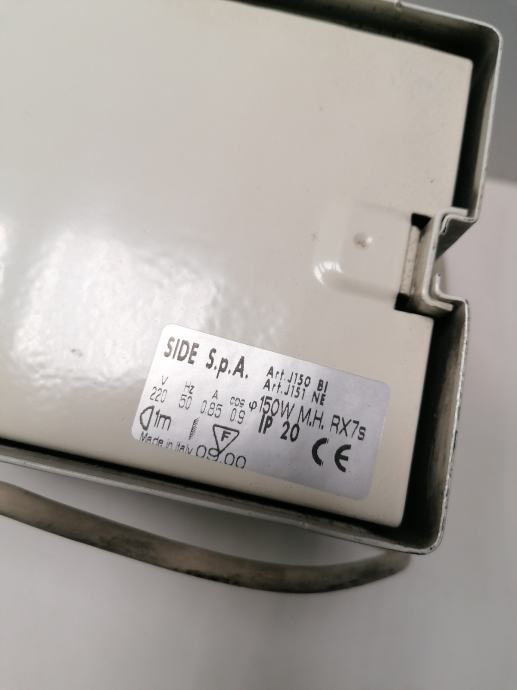 SIDE S.p.A.
Art. J150 BI
Art. J151 NE
V Hz A cos φ
220 50 0.85 0.9 150W M.H. RX7s
1m F IP 20 CE
Made in Italy 09.00